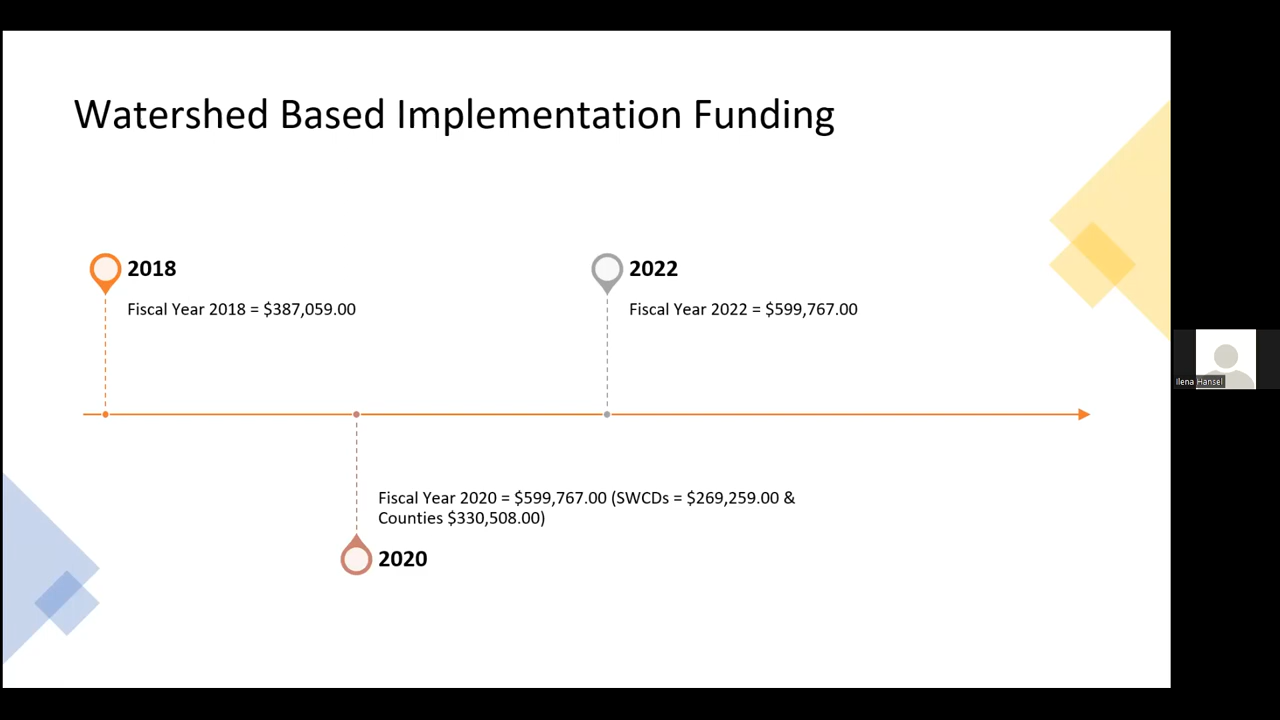 Watershed Based Implementation Funding
2018
Fiscal Year 2018 = $387,059.00
2022
Fiscal Year 2022 = $599,767.00
Fiscal Year 2020 = $599,767.00 (SWCDs = $269,259.00 &
Counties $330,508.00)
2020
Ilena Hansel